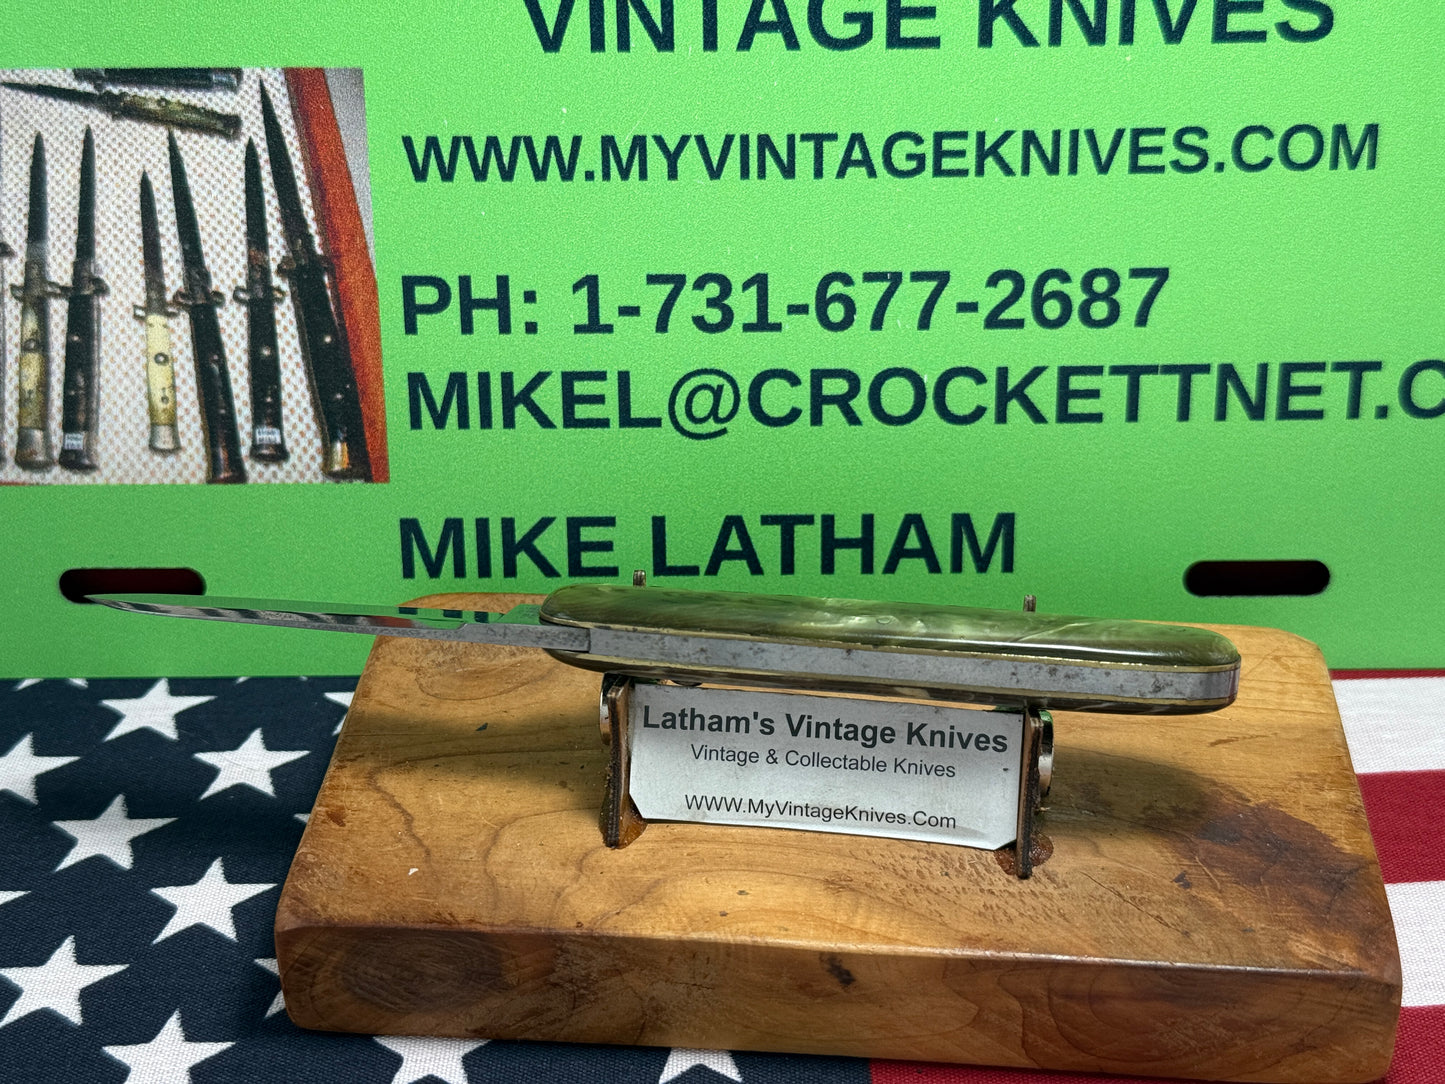 VINTAGE KNIVES
WWW.MYVINTAGEKNIVES.COM
PH: 1-731-677-2687
MIKEL@CROCKETTNET.C
MIKE LATHAM
Latham's Vintage Knives
Vintage & Collectable Knives
WWW.MyVintageKnives.Com